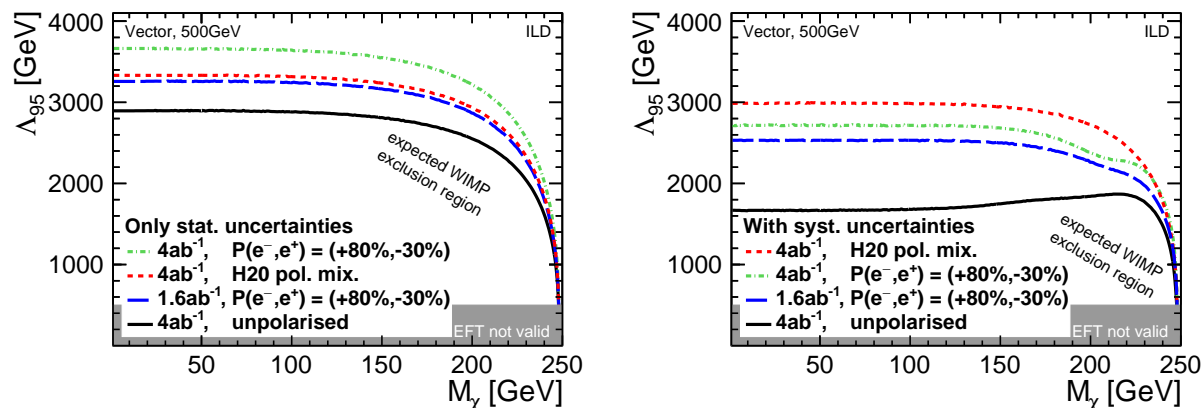 Vector, 500GeV ILD
Λ95 [GeV]
4000
3000
2000
1000
expected WIMP
exclusion region
Only stat. uncertainties
4ab⁻¹, P(e⁻,e⁺) = (+80%,-30%)
4ab⁻¹, H20 pol. mix.
1.6ab⁻¹, P(e⁻,e⁺) = (+80%,-30%)
4ab⁻¹, unpolarised
EFT not valid
50 100 150 200 250
Mχ [GeV]
Vector, 500GeV ILD
Λ95 [GeV]
4000
3000
2000
1000
With syst. uncertainties
4ab⁻¹, H20 pol. mix.
4ab⁻¹, P(e⁻,e⁺) = (+80%,-30%)
1.6ab⁻¹, P(e⁻,e⁺) = (+80%,-30%)
4ab⁻¹, unpolarised
expected WIMP
exclusion region
EFT not valid
50 100 150 200 250
Mχ [GeV]